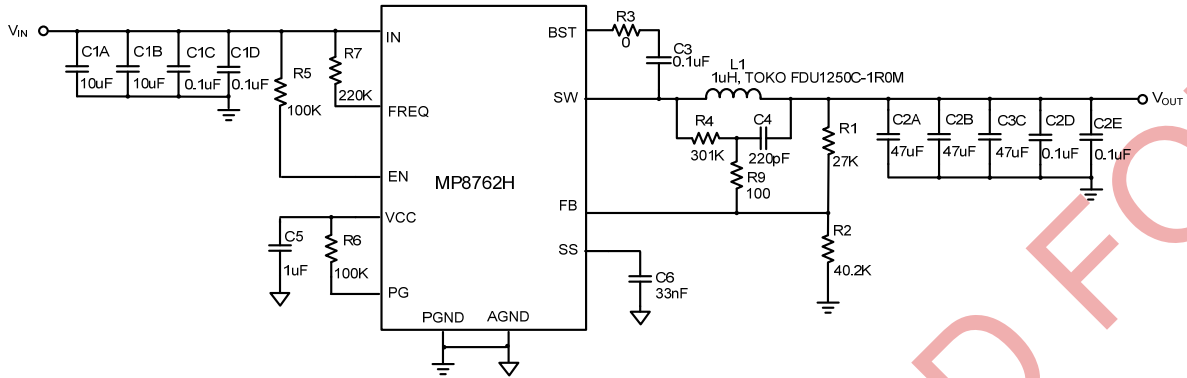 VIN
C1A
10uF
C1B
10uF
C1C
0.1uF
C1D
0.1uF
R5
100K
R7
220K
IN
FREQ
EN
VCC
PG
C5
1uF
R6
100K
MP8762H
PGND
AGND
BST
SW
FB
SS
R3
0
C3
0.1uF
L1
1uH, TOKO FDU1250C-1R0M
R4
301K
C4
220pF
R9
100
R1
27K
R2
40.2K
C6
33nF
C2A
47uF
C2B
47uF
C3C
47uF
C2D
0.1uF
C2E
0.1uF
VOUT
D FO